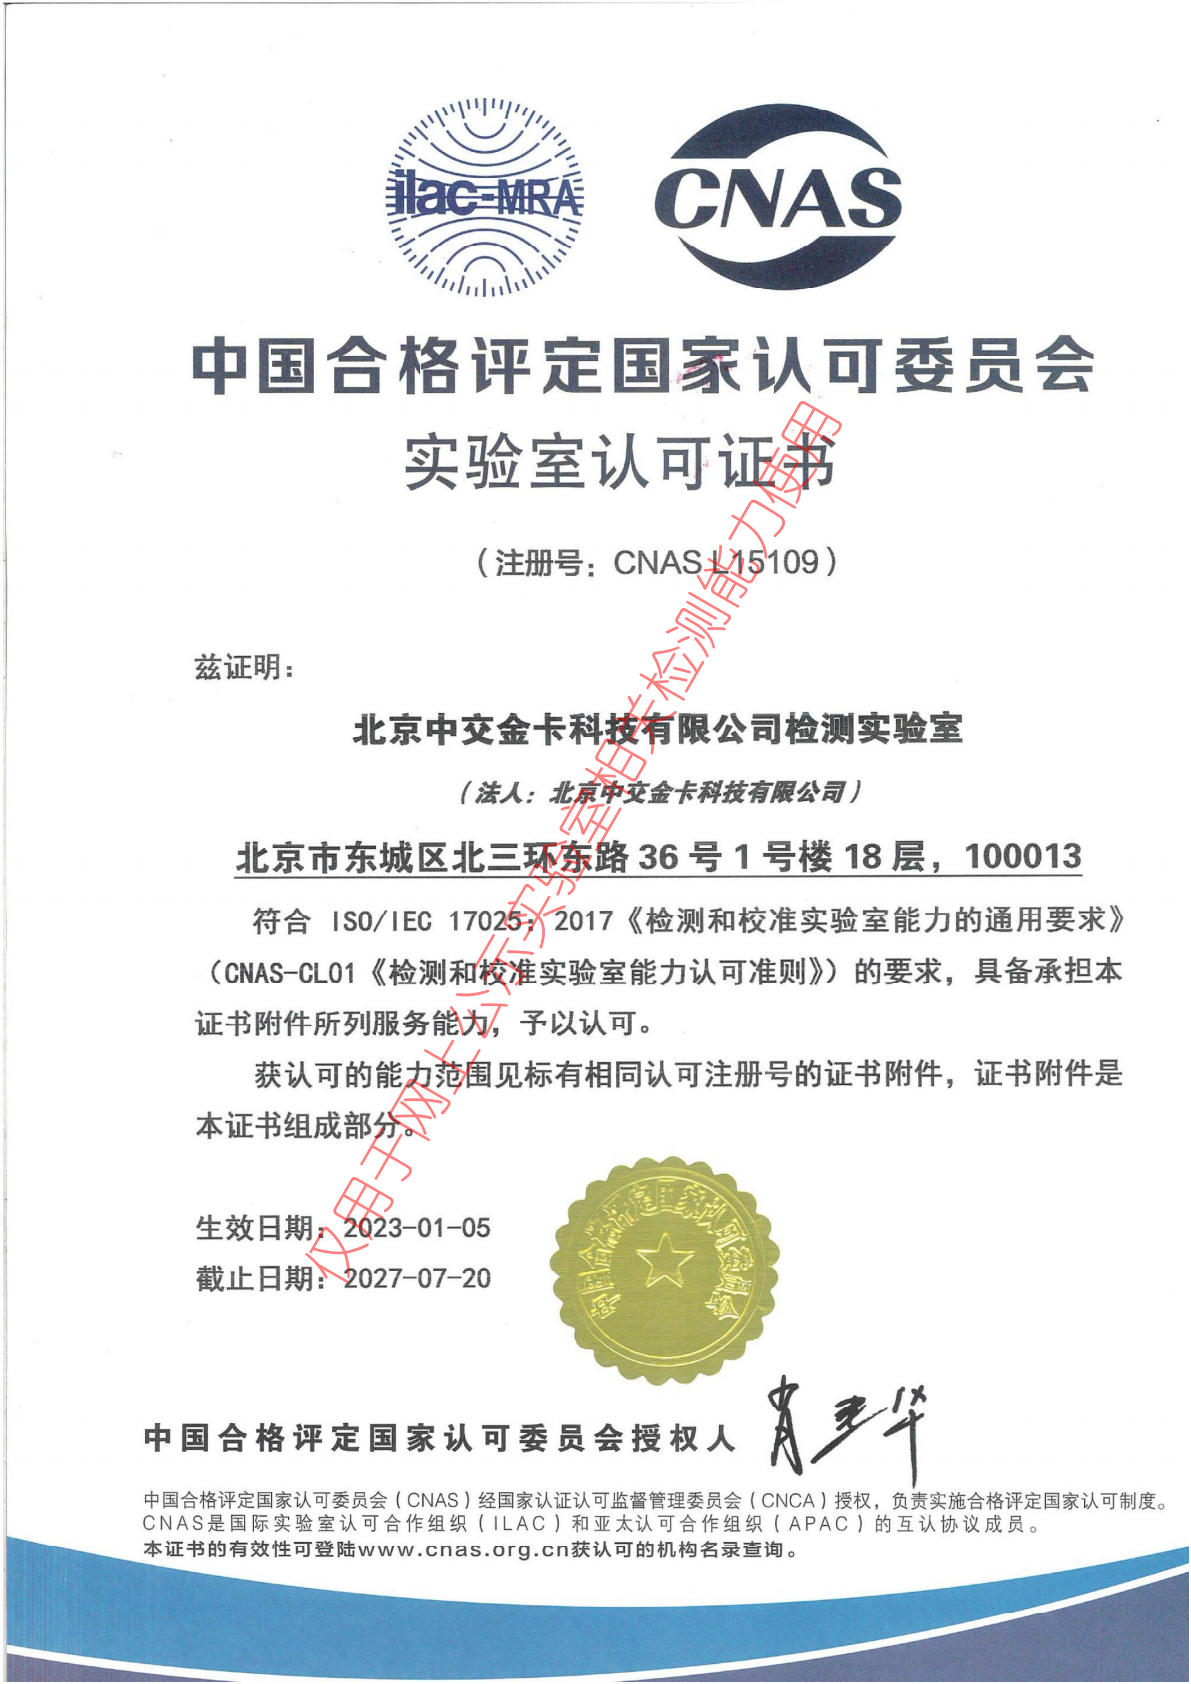 ilac-MRA
CNAS
中国合格评定国家认可委员会
实验室认可证书
（注册号：CNAS L15109）
兹证明：
北京中交金卡科技有限公司检测实验室
（法人：北京中交金卡科技有限公司）
北京市东城区北三环东路 36 号 1 号楼 18 层，100013
符合 ISO/IEC 17025：2017《检测和校准实验室能力的通用要求》
（CNAS-CL01《检测和校准实验室能力认可准则》）的要求，具备承担本
证书附件所列服务能力，予以认可。
获认可的能力范围见标有相同认可注册号的证书附件，证书附件是
本证书组成部分。
生效日期：2023-01-05
截止日期：2027-07-20
中国合格评定国家认可委员会
中国合格评定国家认可委员会授权人
中国合格评定国家认可委员会（CNAS）经国家认证认可监督管理委员会（CNCA）授权，负责实施合格评定国家认可制度。
CNAS是国际实验室认可合作组织（ILAC）和亚太认可合作组织（APAC）的互认协议成员。
本证书的有效性可登陆www.cnas.org.cn获认可的机构名录查询。
仅用于网上公示实验室相关检测能力使用